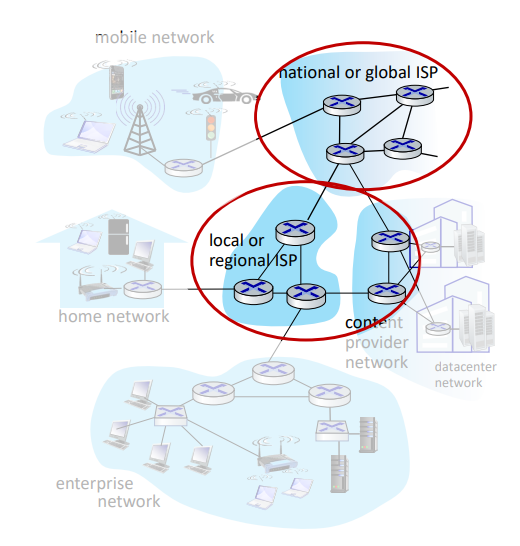 mobile network
national or global ISP
local or
regional ISP
home network
content
provider
network
datacenter
network
enterprise
network